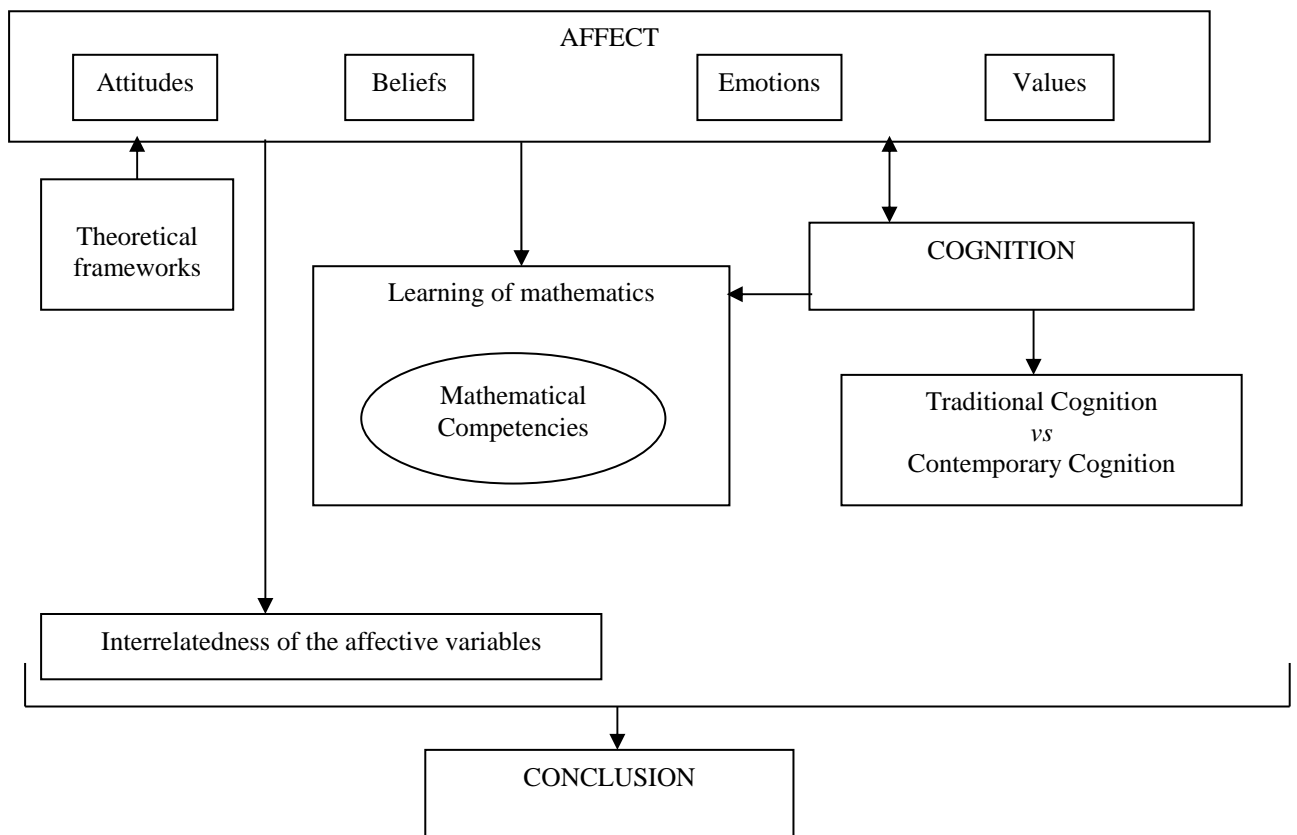 AFFECT
Attitudes
Beliefs
Emotions
Values
Theoretical
frameworks
COGNITION
Learning of mathematics
Mathematical
Competencies
Traditional Cognition
vs
Contemporary Cognition
Interrelatedness of the affective variables
CONCLUSION